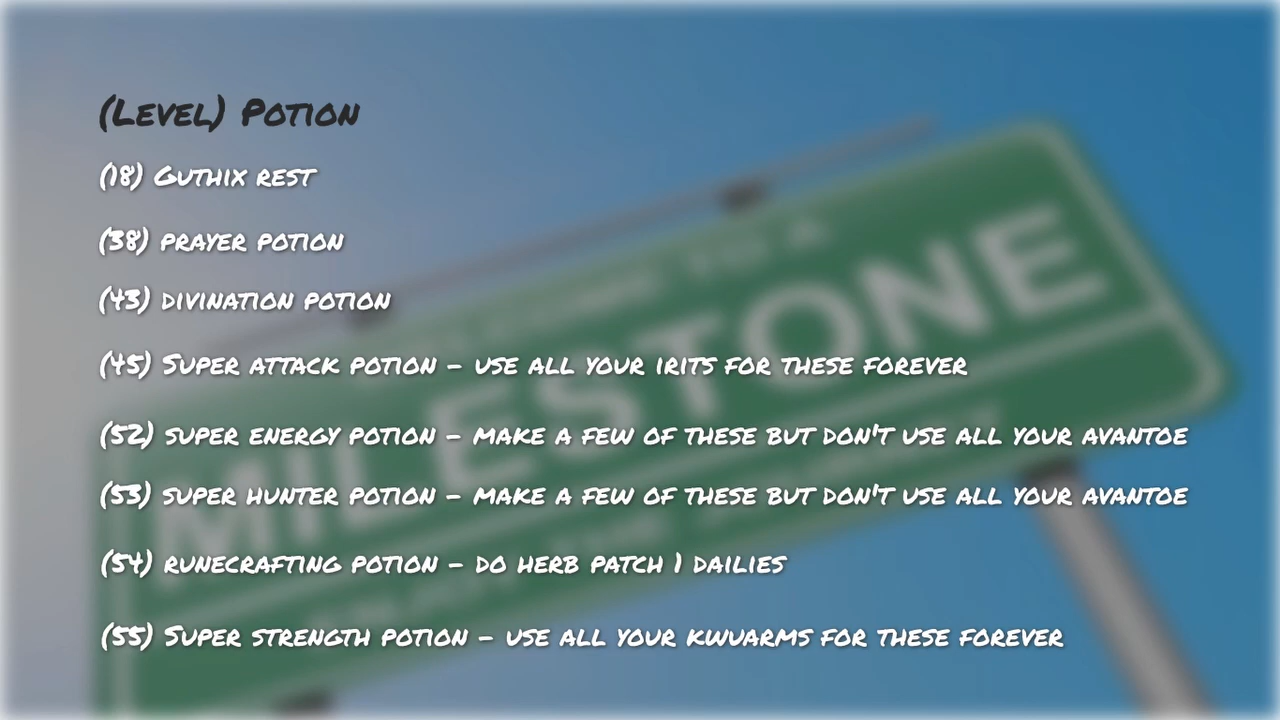 (Level) Potion
(18) Guthix rest
(38) prayer potion
(43) divination potion
(45) Super attack potion - use all your irits for these forever
(52) super energy potion - make a few of these but don't use all your avantoe
(53) super hunter potion - make a few of these but don't use all your avantoe
(54) runecrafting potion - do herb patch 1 dailies
(55) Super strength potion - use all your kwuarms for these forever
MILESTONE